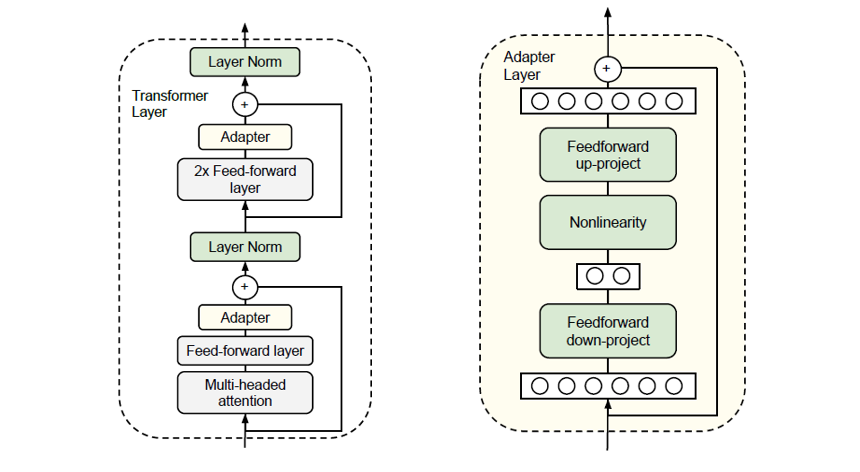 Transformer
Layer
Layer Norm
+
Adapter
2x Feed-forward
layer
Layer Norm
+
Adapter
Feed-forward layer
Multi-headed
attention
Adapter
Layer
+
Feedforward
up-project
Nonlinearity
Feedforward
down-project